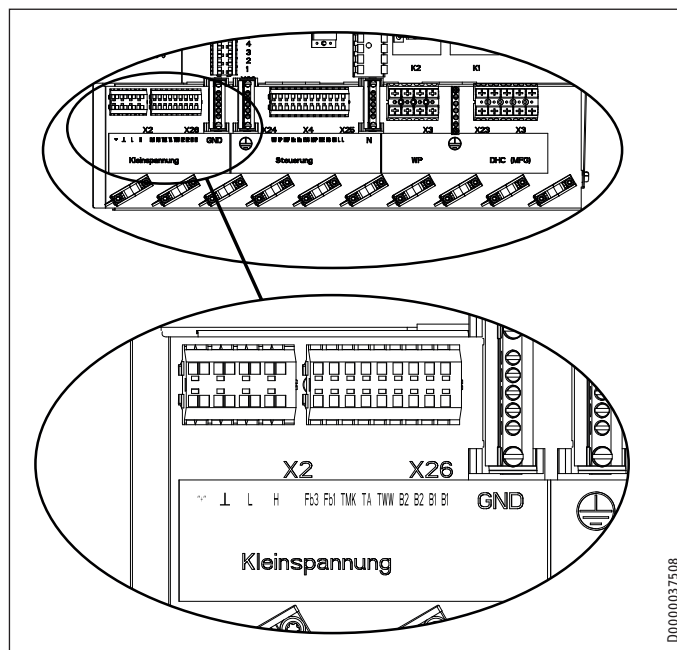 4
3
2
1
K2 K1
X2 X26 GND X24 X4 X25 N X3 X23 X3
Kleinspannung Steuerung WP DHC (MFG)
X2 X26
"+" ⊥ L H Fb3 Fb1 TMK TA TWW B2 B2 B1 B1 GND
Kleinspannung
D0000037508